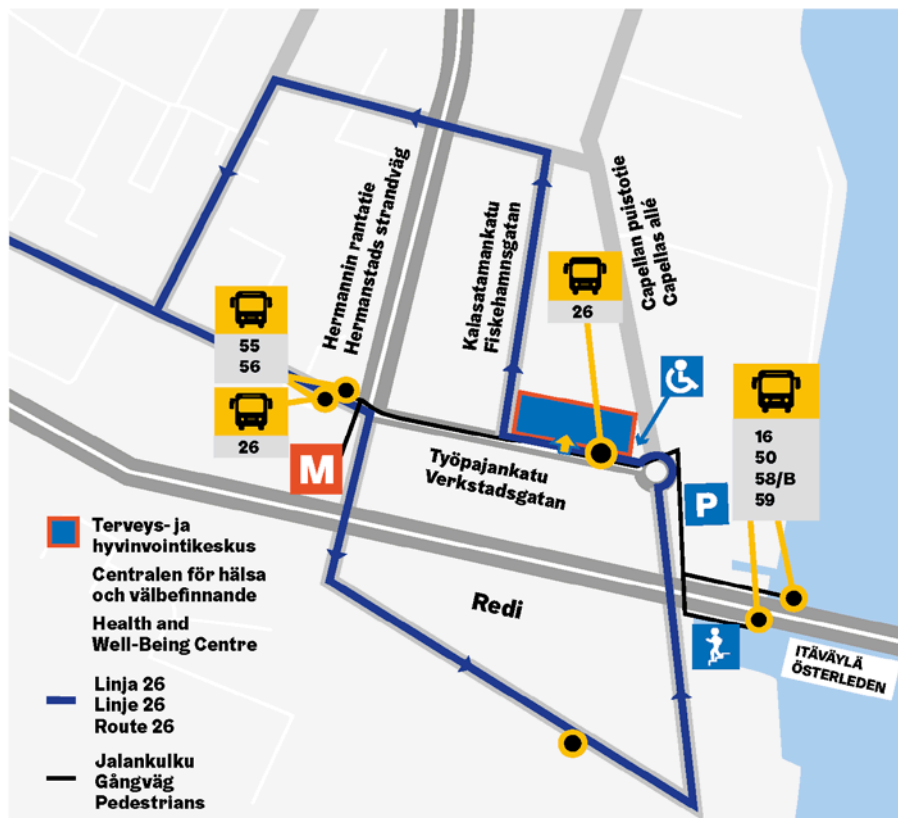 Hermannin rantatie
Hermanstads strandväg
Kalasatamankatu
Fiskehamnsgatan
Capellan puistotie
Capellas allé
26
55
56
26
16
50
58/B
59
M
Työpajankatu
Verkstadsgatan
P
Redi
ITÄVÄYLÄ
ÖSTERLEDEN
Terveys- ja
hyvinvointikeskus
Centralen för hälsa
och välbefinnande
Health and
Well-Being Centre
Linja 26
Linje 26
Route 26
Jalankulku
Gångväg
Pedestrians